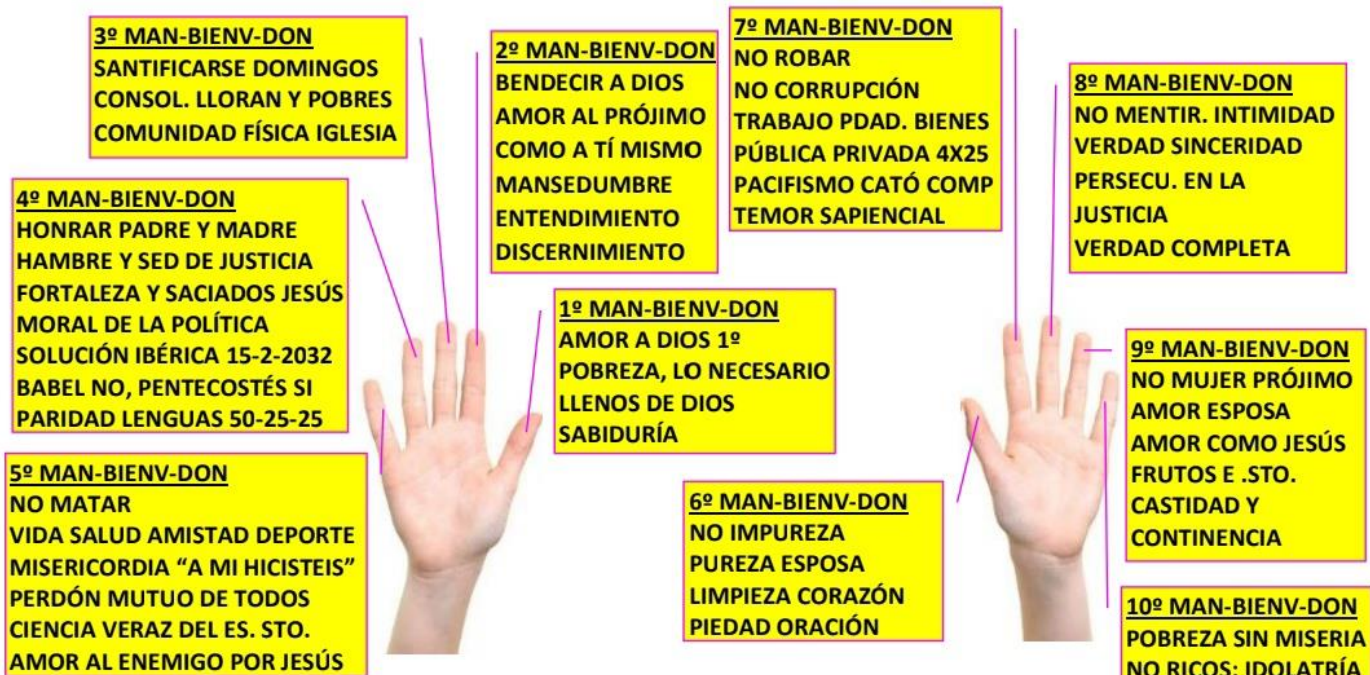 3º MAN-BIENV-DON
SANTIFICARSE DOMINGOS
CONSOL. LLORAN Y POBRES
COMUNIDAD FÍSICA IGLESIA
2º MAN-BIENV-DON
BENDECIR A DIOS
AMOR AL PRÓJIMO
COMO A TÍ MISMO
MANSEDUMBRE
ENTENDIMIENTO
DISCERNIMIENTO
7º MAN-BIENV-DON
NO ROBAR
NO CORRUPCIÓN
TRABAJO PDAD. BIENES
PÚBLICA PRIVADA 4X25
PACIFISMO CATÓ COMP
TEMOR SAPIENCIAL
8º MAN-BIENV-DON
NO MENTIR. INTIMIDAD
VERDAD SINCERIDAD
PERSECU. EN LA
JUSTICIA
VERDAD COMPLETA
4º MAN-BIENV-DON
HONRAR PADRE Y MADRE
HAMBRE Y SED DE JUSTICIA
FORTALEZA Y SACIADOS JESÚS
MORAL DE LA POLÍTICA
SOLUCIÓN IBÉRICA 15-2-2032
BABEL NO, PENTECOSTÉS SI
PARIDAD LENGUAS 50-25-25
1º MAN-BIENV-DON
AMOR A DIOS 1º
POBREZA, LO NECESARIO
LLENOS DE DIOS
SABIDURÍA
9º MAN-BIENV-DON
NO MUJER PRÓJIMO
AMOR ESPOSA
AMOR COMO JESÚS
FRUTOS E .STO.
CASTIDAD Y
CONTINENCIA
5º MAN-BIENV-DON
NO MATAR
VIDA SALUD AMISTAD DEPORTE
MISERICORDIA “A MI HICISTEIS”
PERDÓN MUTUO DE TODOS
CIENCIA VERAZ DEL ES. STO.
AMOR AL ENEMIGO POR JESÚS
6º MAN-BIENV-DON
NO IMPUREZA
PUREZA ESPOSA
LIMPIEZA CORAZÓN
PIEDAD ORACIÓN
10º MAN-BIENV-DON
POBREZA SIN MISERIA
NO RICOS: IDOLATRÍA